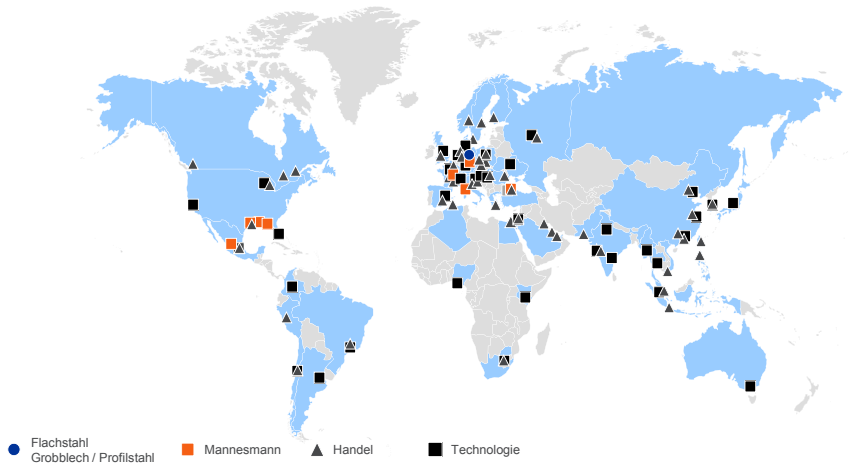 Flachstahl
Grobblech / Profilstahl
Mannesmann
Handel
Technologie